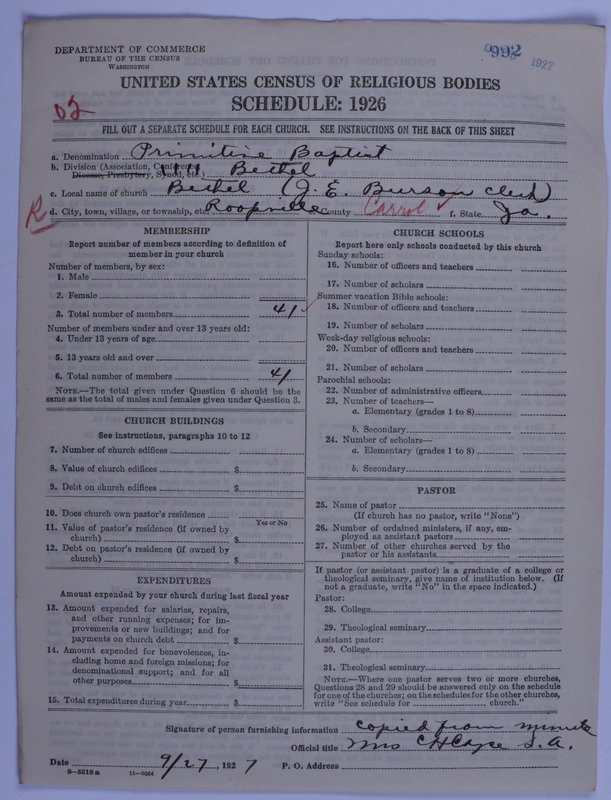 DEPARTMENT OF COMMERCE
BUREAU OF THE CENSUS
WASHINGTON
992 1927
UNITED STATES CENSUS OF RELIGIOUS BODIES
SCHEDULE: 1926
FILL OUT A SEPARATE SCHEDULE FOR EACH CHURCH. SEE INSTRUCTIONS ON THE BACK OF THIS SHEET
a. Denomination Primitive Baptist
b. Division (Association, Conference, Diocese, Presbytery, Synod, etc.) Bethel
c. Local name of church Bethel (J. E. Burson Clerk)
R d. City, town, village, or township, etc. Roopville County Carrol f. State Ga.
MEMBERSHIP
Report number of members according to definition of member in your church
Number of members, by sex:
1. Male
2. Female
3. Total number of members 41
Number of members under and over 13 years old:
4. Under 13 years of age
5. 13 years old and over
6. Total number of members 41
NOTE.—The total given under Question 6 should be the same as the total of males and females given under Question 3.
CHURCH BUILDINGS
See instructions, paragraphs 10 to 12
7. Number of church edifices
8. Value of church edifices $
9. Debt on church edifices $
10. Does church own pastor's residence
Yes or No
11. Value of pastor's residence (if owned by church) $
12. Debt on pastor's residence (if owned by church) $
EXPENDITURES
Amount expended by your church during last fiscal year
13. Amount expended for salaries, repairs, and other running expenses; for improvements or new buildings; and for payments on church debt $
14. Amount expended for benevolences, including home and foreign missions; for denominational support; and for all other purposes $
15. Total expenditures during year $
CHURCH SCHOOLS
Report here only schools conducted by this church
Sunday schools:
16. Number of officers and teachers
17. Number of scholars
Summer vacation Bible schools:
18. Number of officers and teachers
19. Number of scholars
Week-day religious schools:
20. Number of officers and teachers
21. Number of scholars
Parochial schools:
22. Number of administrative officers
23. Number of teachers—
a. Elementary (grades 1 to 8)
b. Secondary
24. Number of scholars—
a. Elementary (grades 1 to 8)
b. Secondary
PASTOR
25. Name of pastor
(If church has no pastor, write "None")
26. Number of ordained ministers, if any, employed as assistant pastors
27. Number of other churches served by the pastor or his assistants
If pastor (or assistant pastor) is a graduate of a college or theological seminary, give name of institution below. (If not a graduate, write "No" in the space indicated.)
Pastor:
28. College
29. Theological seminary
Assistant pastor:
30. College
31. Theological seminary
NOTE.—Where one pastor serves two or more churches, Questions 28 and 29 should be answered only on the schedule for one of the churches; on the schedules for the other churches, write "See schedule for church."
Signature of person furnishing information copied from minute
Official title Mrs S.A.
Date 9/27, 1927 P. O. Address
8—5518a 11—9664